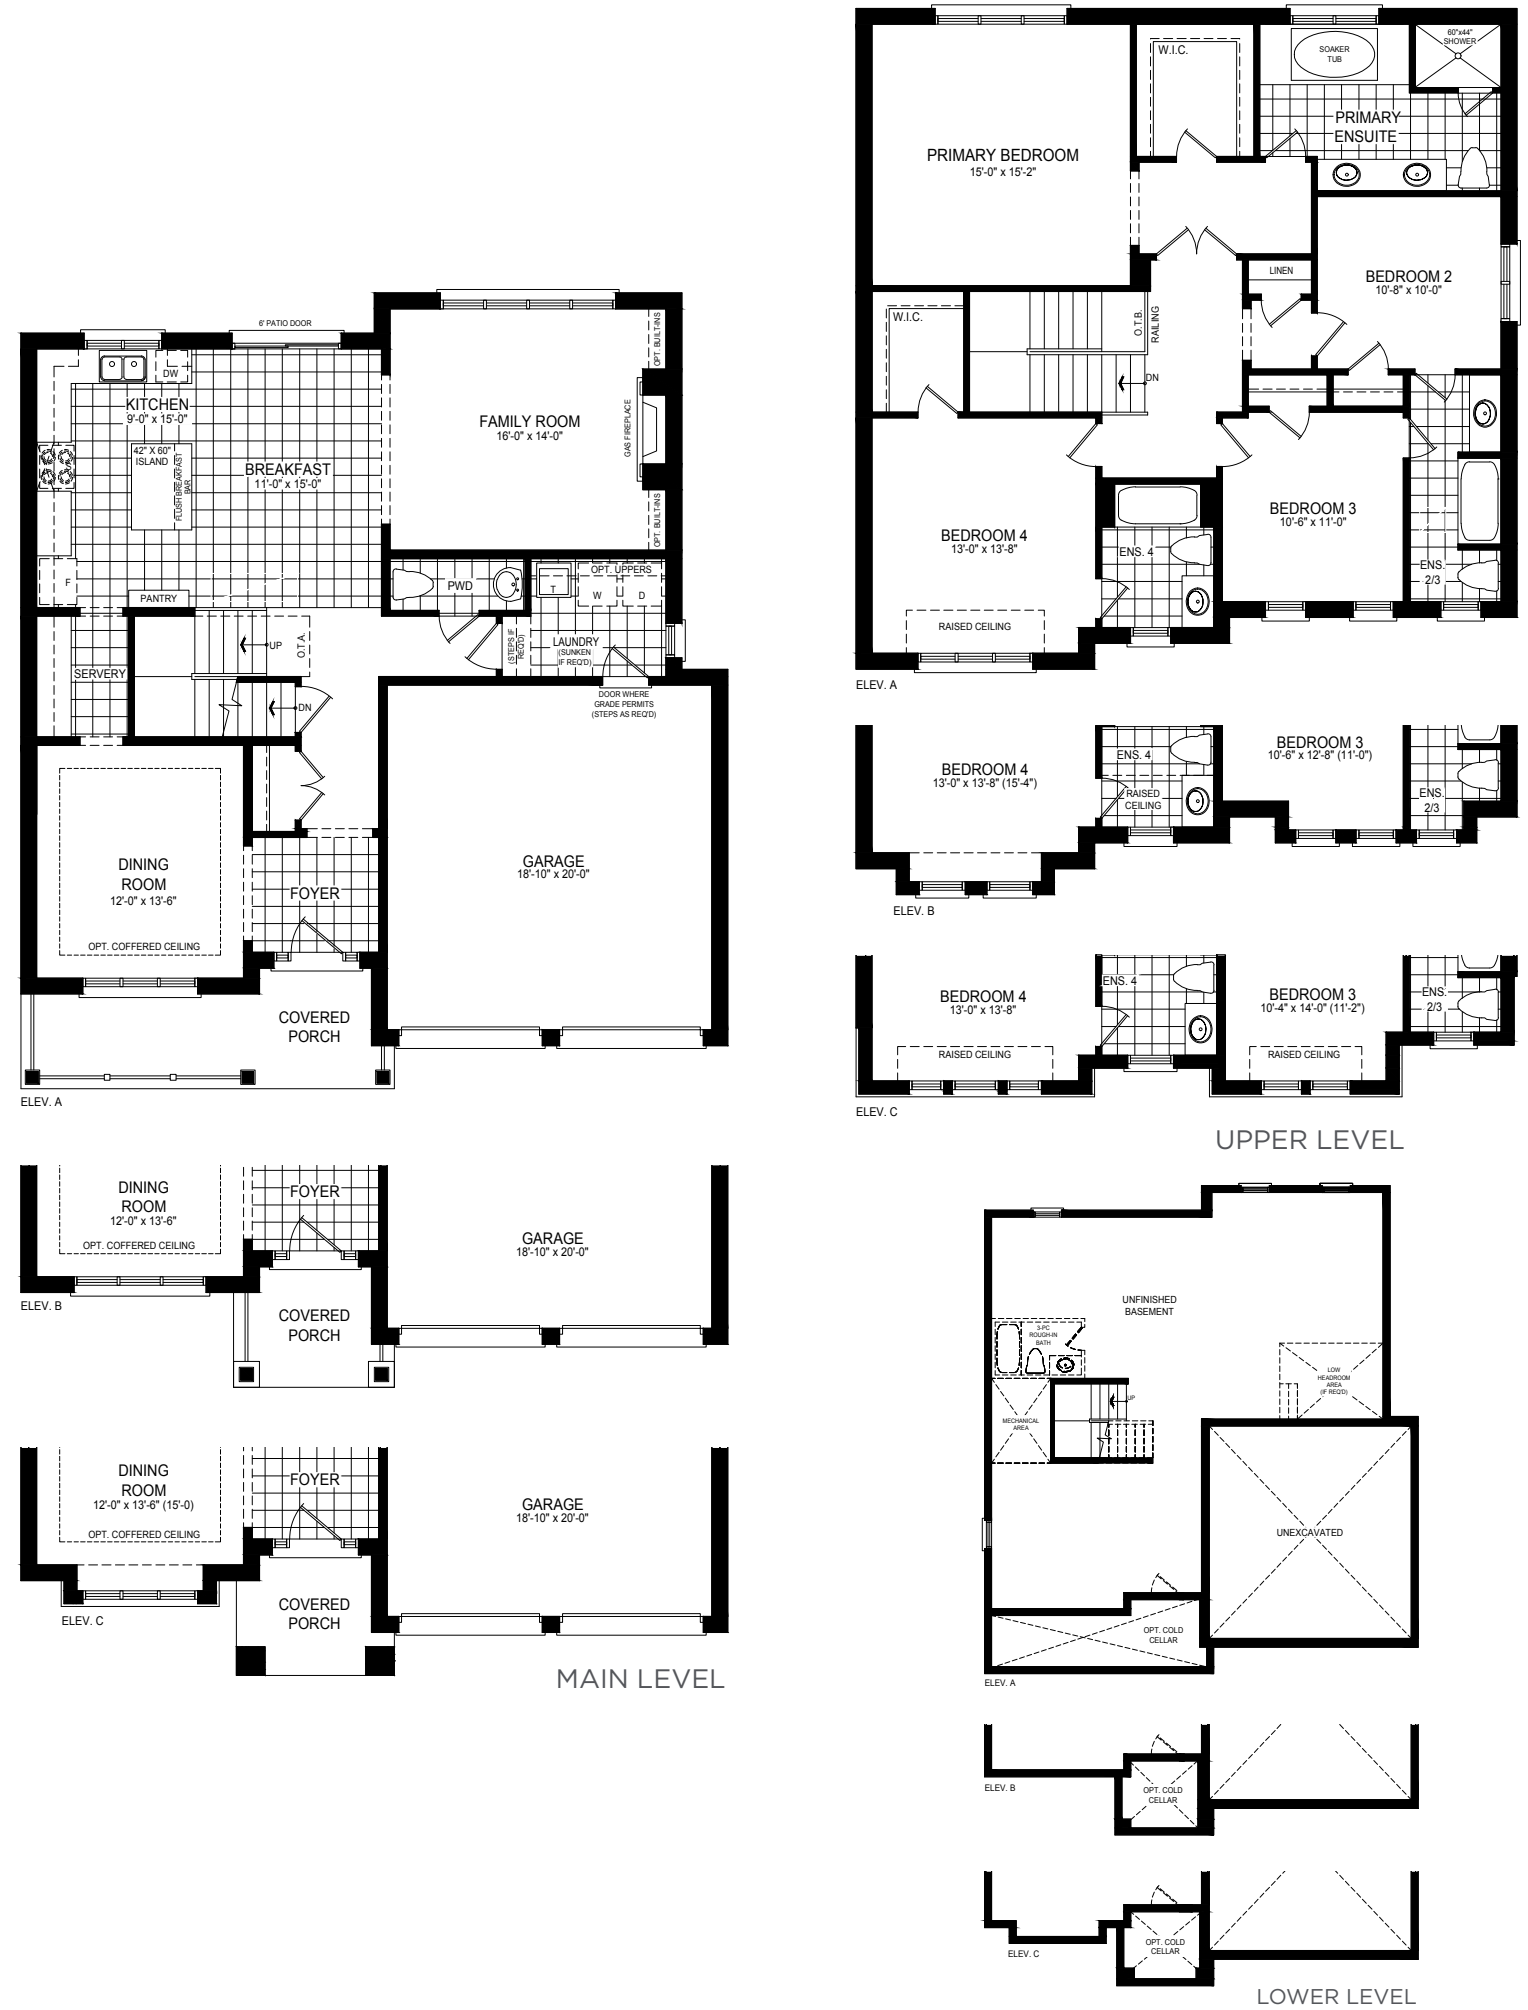 6' PATIO DOOR
DW
KITCHEN
9'-0" x 15'-0"
42" X 60"
ISLAND
FLUSH BREAKFAST
BAR
BREAKFAST
11'-0" x 15'-0"
F
PANTRY
FAMILY ROOM
16'-0" x 14'-0"
OPT. BUILT-INS
GAS FIREPLACE
OPT. BUILT-INS
PWD
OPT. UPPERS
T
W
D
LAUNDRY
(SUNKEN
IF REQ'D)
(STEPS IF
REQ'D)
UP
O.T.A.
SERVERY
DN
DOOR WHERE
GRADE PERMITS
(STEPS AS REQ'D)
DINING
ROOM
12'-0" x 13'-6"
OPT. COFFERED CEILING
FOYER
GARAGE
18'-10" x 20'-0"
COVERED
PORCH
ELEV. A
DINING
ROOM
12'-0" x 13'-6"
OPT. COFFERED CEILING
FOYER
GARAGE
18'-10" x 20'-0"
COVERED
PORCH
ELEV. B
DINING
ROOM
12'-0" x 13'-6" (15'-0)
OPT. COFFERED CEILING
FOYER
GARAGE
18'-10" x 20'-0"
COVERED
PORCH
ELEV. C
MAIN LEVEL
PRIMARY BEDROOM
15'-0" x 15'-2"
W.I.C.
SOAKER
TUB
60"x44"
SHOWER
PRIMARY
ENSUITE
LINEN
BEDROOM 2
10'-8" x 10'-0"
W.I.C.
O.T.B.
RAILING
DN
BEDROOM 4
13'-0" x 13'-8"
RAISED CEILING
ENS. 4
BEDROOM 3
10'-6" x 11'-0"
ENS.
2/3
ELEV. A
BEDROOM 4
13'-0" x 13'-8" (15'-4")
ENS. 4
RAISED
CEILING
BEDROOM 3
10'-6" x 12'-8" (11'-0")
ENS.
2/3
ELEV. B
BEDROOM 4
13'-0" x 13'-8"
RAISED CEILING
ENS. 4
BEDROOM 3
10'-4" x 14'-0" (11'-2")
RAISED CEILING
ENS.
2/3
ELEV. C
UPPER LEVEL
UNFINISHED
BASEMENT
3-PC
ROUGH-IN
BATH
LOW
HEADROOM
AREA
(IF REQ'D)
MECHANICAL
AREA
UP
UNEXCAVATED
OPT. COLD
CELLAR
ELEV. A
OPT. COLD
CELLAR
ELEV. B
OPT. COLD
CELLAR
ELEV. C
LOWER LEVEL